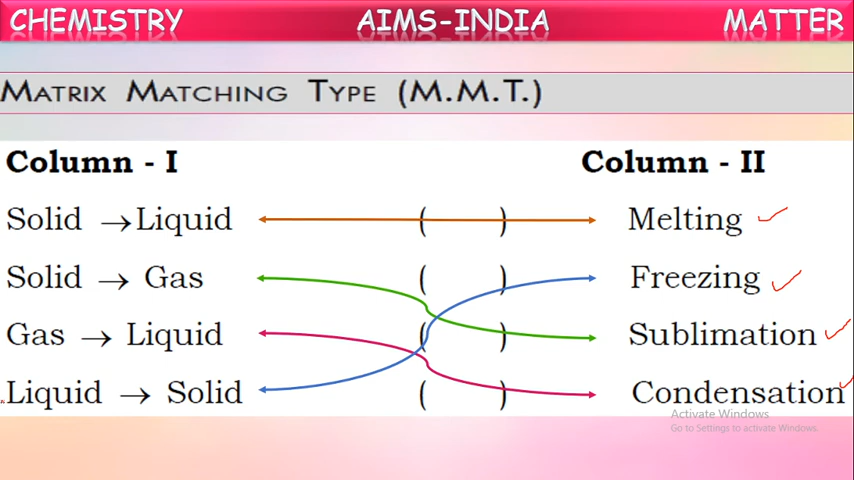 CHEMISTRY AIMS-INDIA MATTER
MATRIX MATCHING TYPE (M.M.T.)
Column - I Column - II
Solid → Liquid ( ) Melting
Solid → Gas ( ) Freezing
Gas → Liquid ( ) Sublimation
Liquid → Solid ( ) Condensation
Activate Windows
Go to Settings to activate Windows.